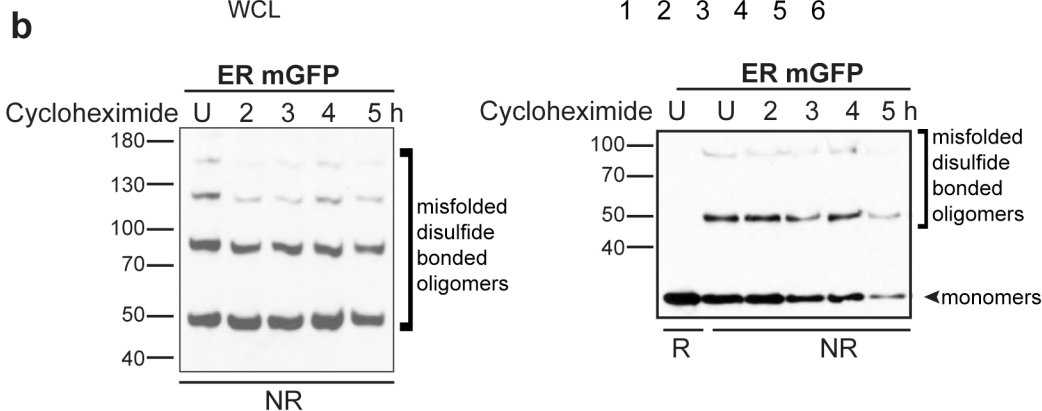 WCL
1 2 3 4 5 6
b
ER mGFP
Cycloheximide U 2 3 4 5 h
180
130
100
70
50
40
misfolded
disulfide
bonded
oligomers
NR
ER mGFP
Cycloheximide U U 2 3 4 5 h
100
70
50
40
misfolded
disulfide
bonded
oligomers
monomers
R NR